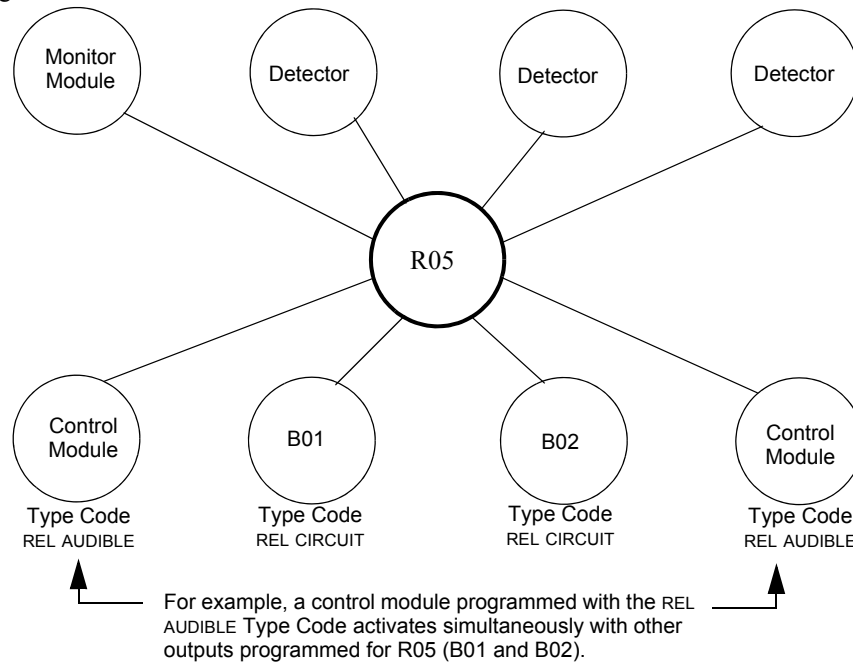 Monitor
Module
Detector
Detector
Detector
R05
Control
Module
B01
B02
Control
Module
Type Code
REL AUDIBLE
Type Code
REL CIRCUIT
Type Code
REL CIRCUIT
Type Code
REL AUDIBLE
For example, a control module programmed with the REL
AUDIBLE Type Code activates simultaneously with other
outputs programmed for R05 (B01 and B02).